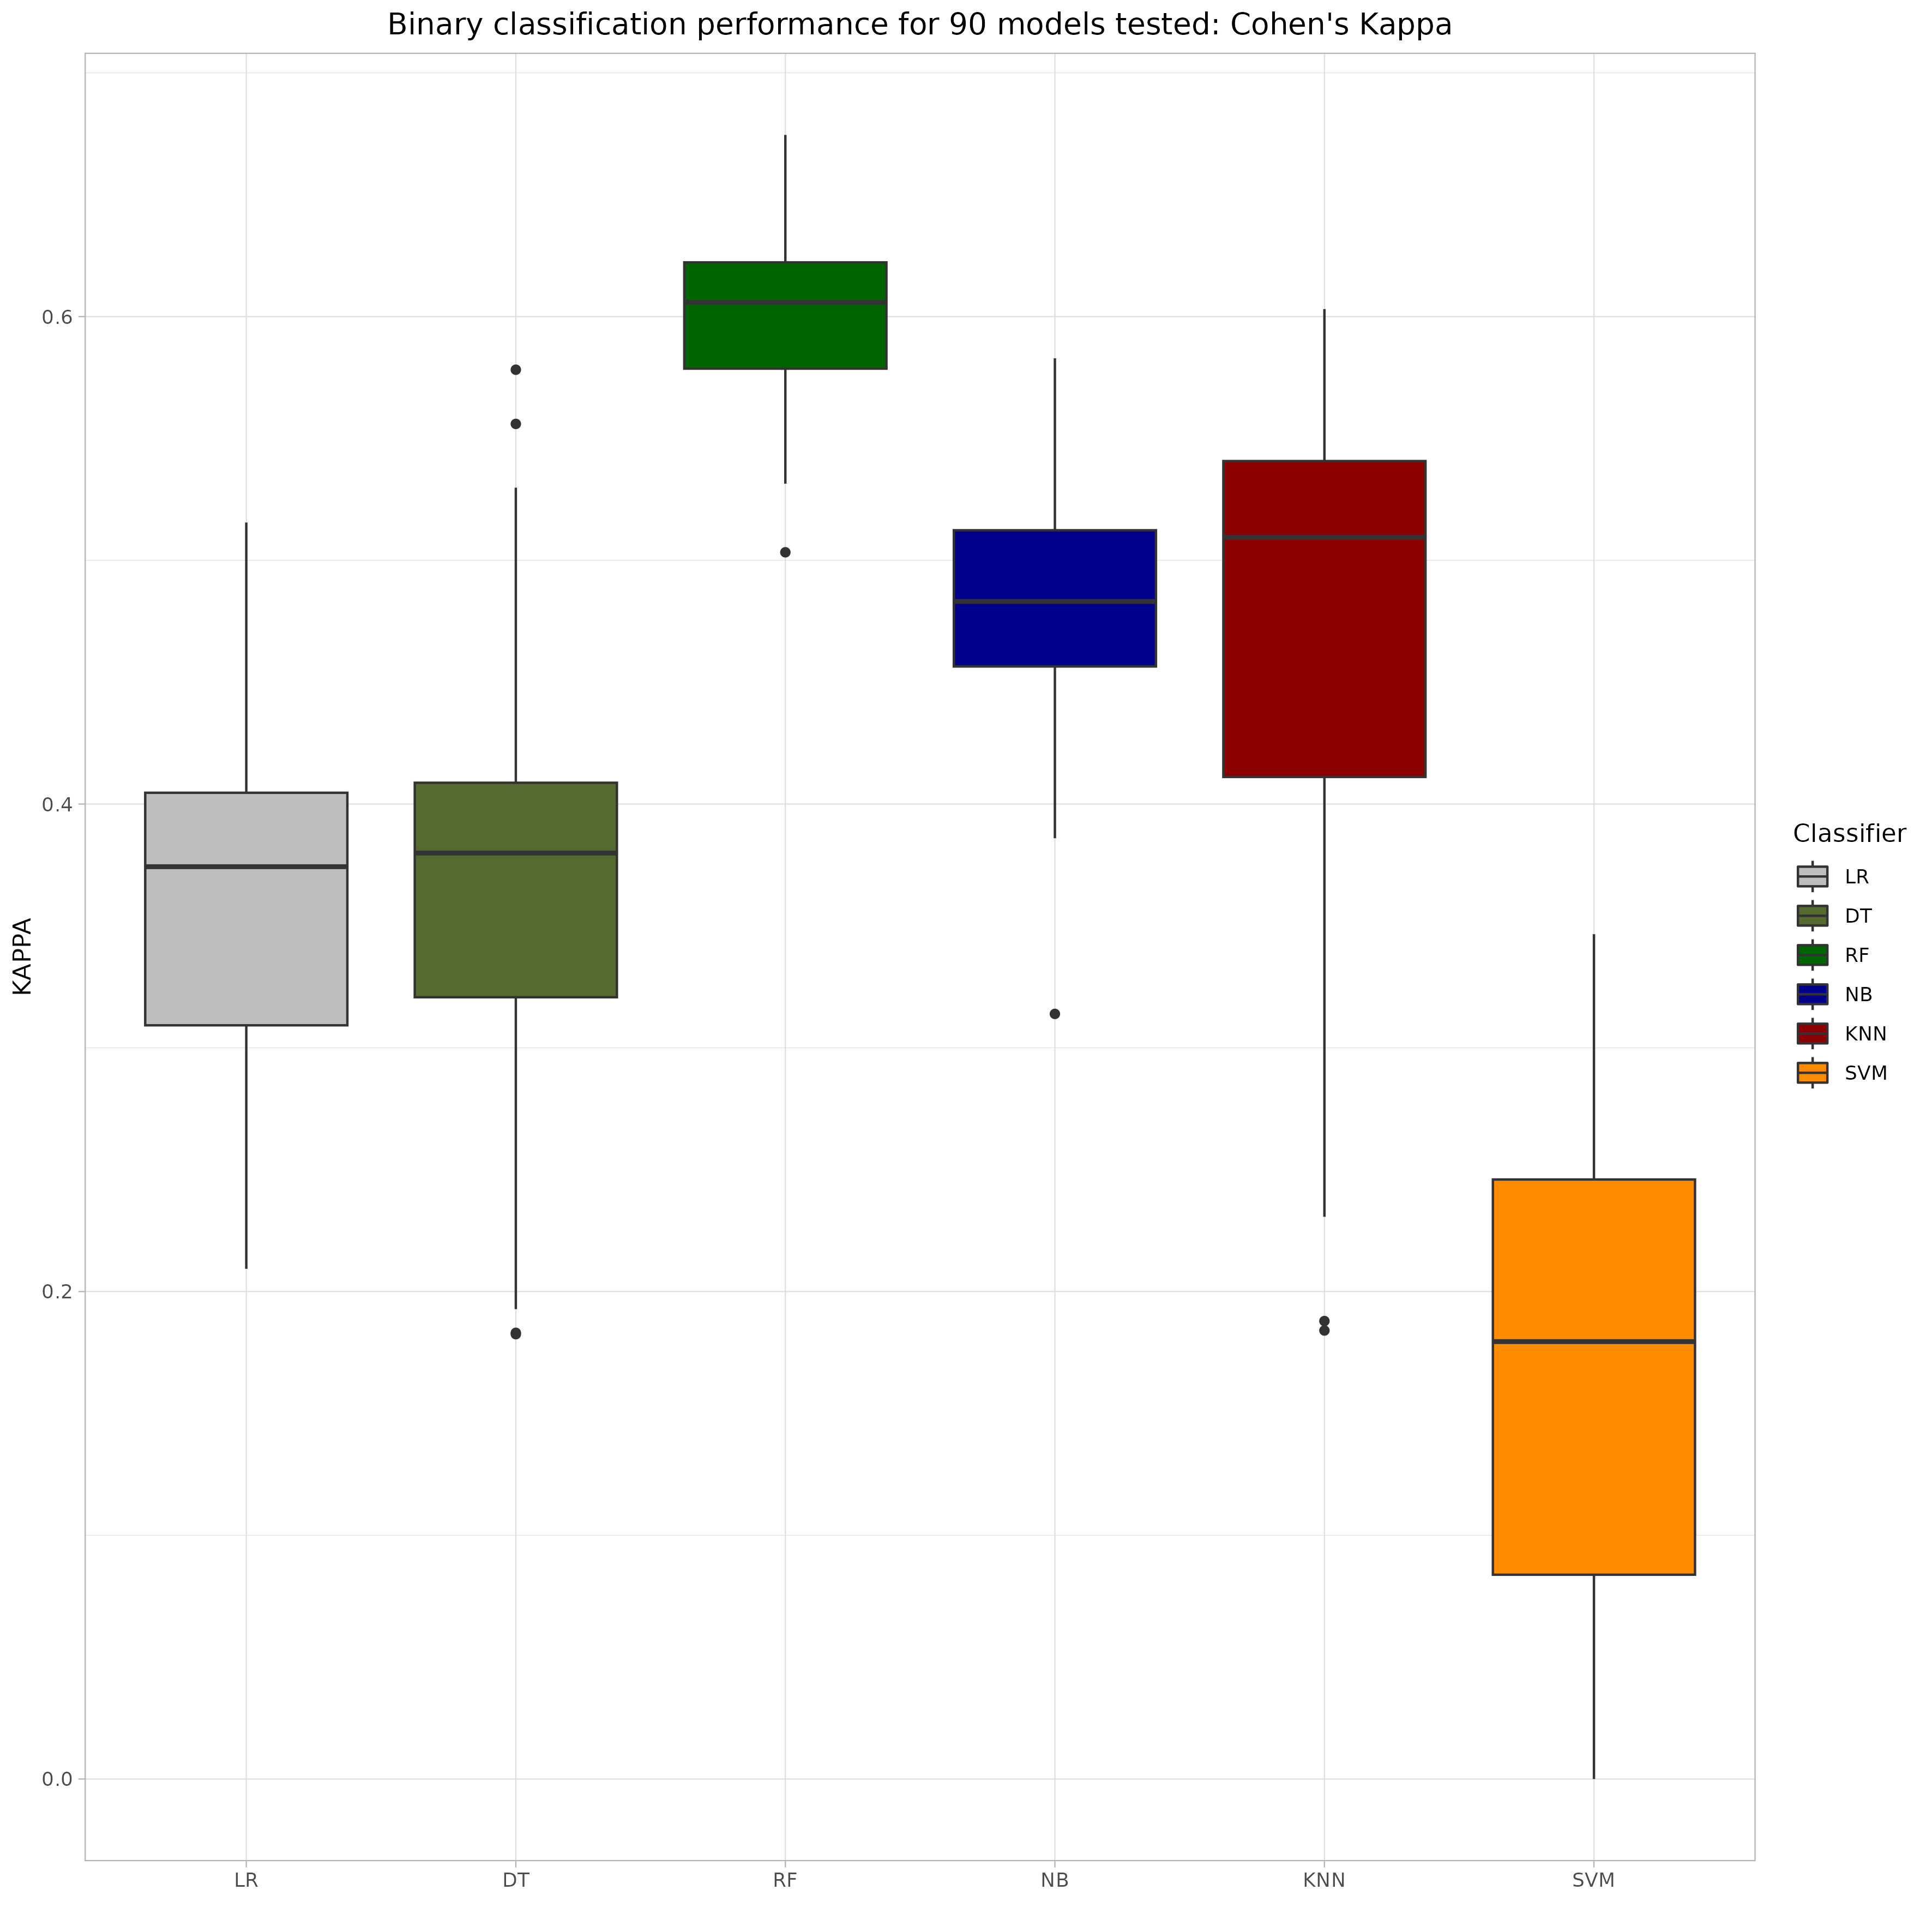 Binary classification performance for 90 models tested: Cohen's Kappa
KAPPA
0.6
0.4
0.2
0.0
LR
DT
RF
NB
KNN
SVM
Classifier
LR
DT
RF
NB
KNN
SVM